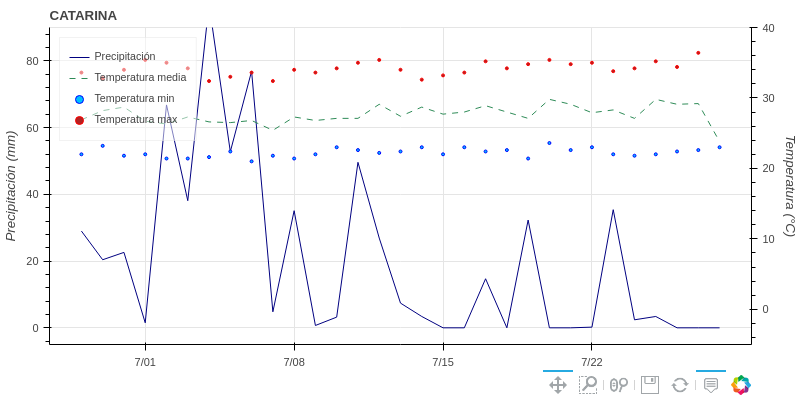 CATARINA
Precipitación
Temperatura media
Temperatura min
Temperatura max
Precipitación (mm)
80
60
40
20
0
40
30
20
10
0
Temperatura (°C)
7/01
7/08
7/15
7/22